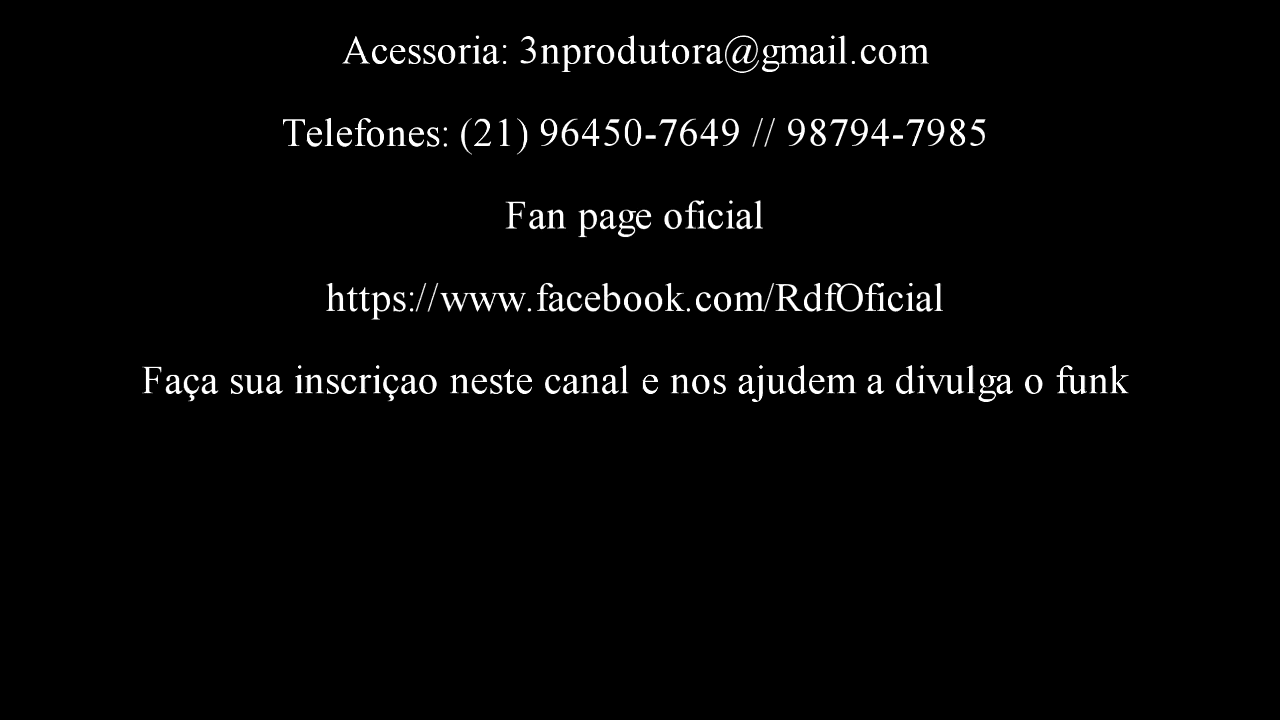 Acessoria: 3nprodutora@gmail.com
Telefones: (21) 96450-7649 // 98794-7985
Fan page oficial
https://www.facebook.com/RdfOficial
Faça sua inscriçao neste canal e nos ajudem a divulga o funk